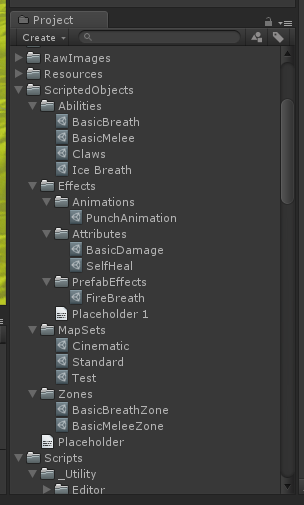 Project
Create
RawImages
Resources
ScriptedObjects
Abilities
BasicBreath
BasicMelee
Claws
Ice Breath
Effects
Animations
PunchAnimation
Attributes
BasicDamage
SelfHeal
PrefabEffects
FireBreath
Placeholder 1
MapSets
Cinematic
Standard
Test
Zones
BasicBreathZone
BasicMeleeZone
Placeholder
Scripts
_Utility
Editor